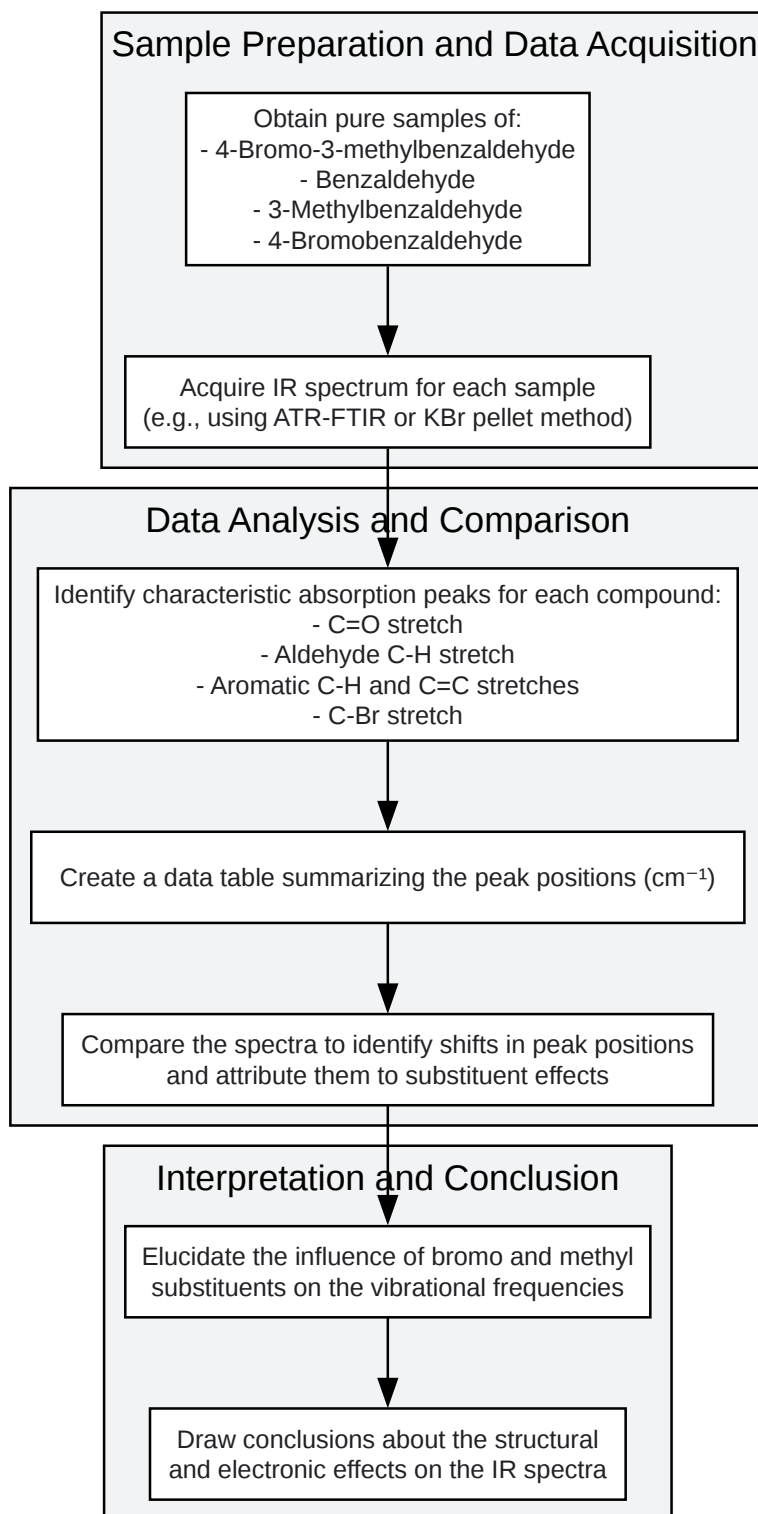 Sample Preparation and Data Acquisition
Obtain pure samples of:
- 4-Bromo-3-methylbenzaldehyde
- Benzaldehyde
- 3-Methylbenzaldehyde
- 4-Bromobenzaldehyde
Acquire IR spectrum for each sample
(e.g., using ATR-FTIR or KBr pellet method)
Data Analysis and Comparison
Identify characteristic absorption peaks for each compound:
- C=O stretch
- Aldehyde C-H stretch
- Aromatic C-H and C=C stretches
- C-Br stretch
Create a data table summarizing the peak positions (cm⁻¹)
Compare the spectra to identify shifts in peak positions
and attribute them to substituent effects
Interpretation and Conclusion
Elucidate the influence of bromo and methyl
substituents on the vibrational frequencies
Draw conclusions about the structural
and electronic effects on the IR spectra